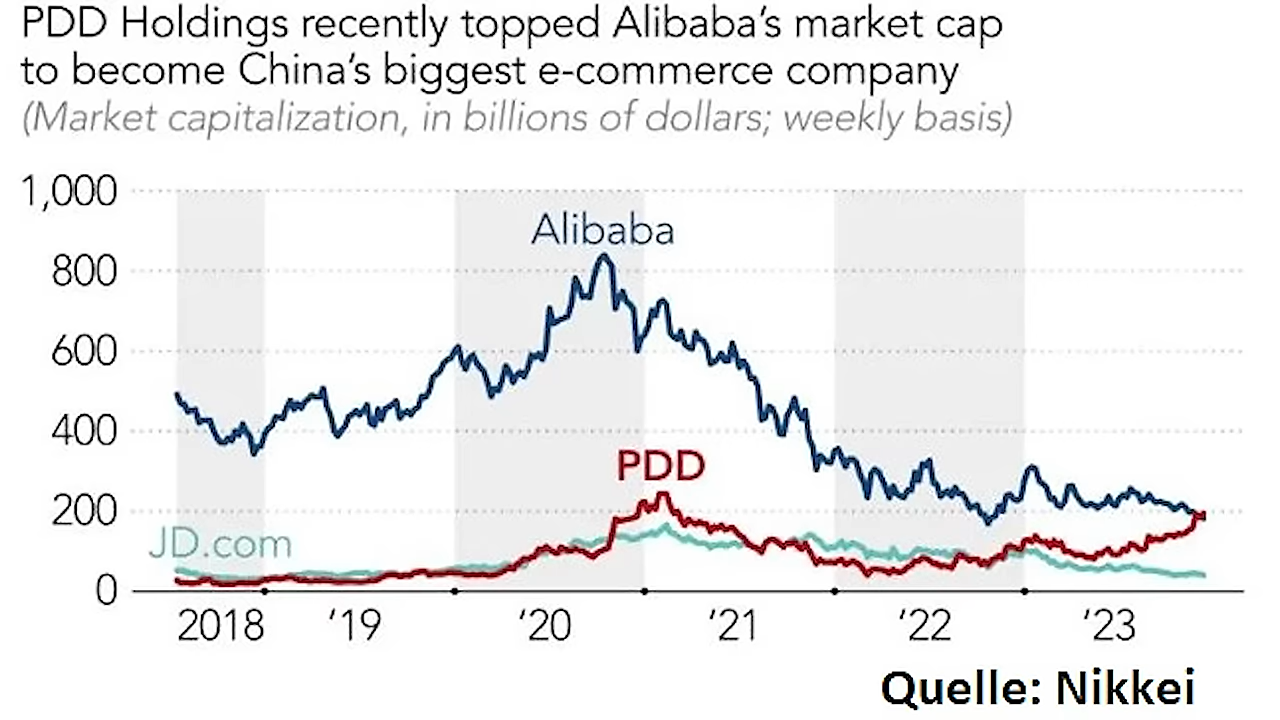 PDD Holdings recently topped Alibaba's market cap
to become China's biggest e-commerce company
(Market capitalization, in billions of dollars; weekly basis)
1,000
800
600
400
200
0
Alibaba
PDD
JD.com
2018 '19 '20 '21 '22 '23
Quelle: Nikkei